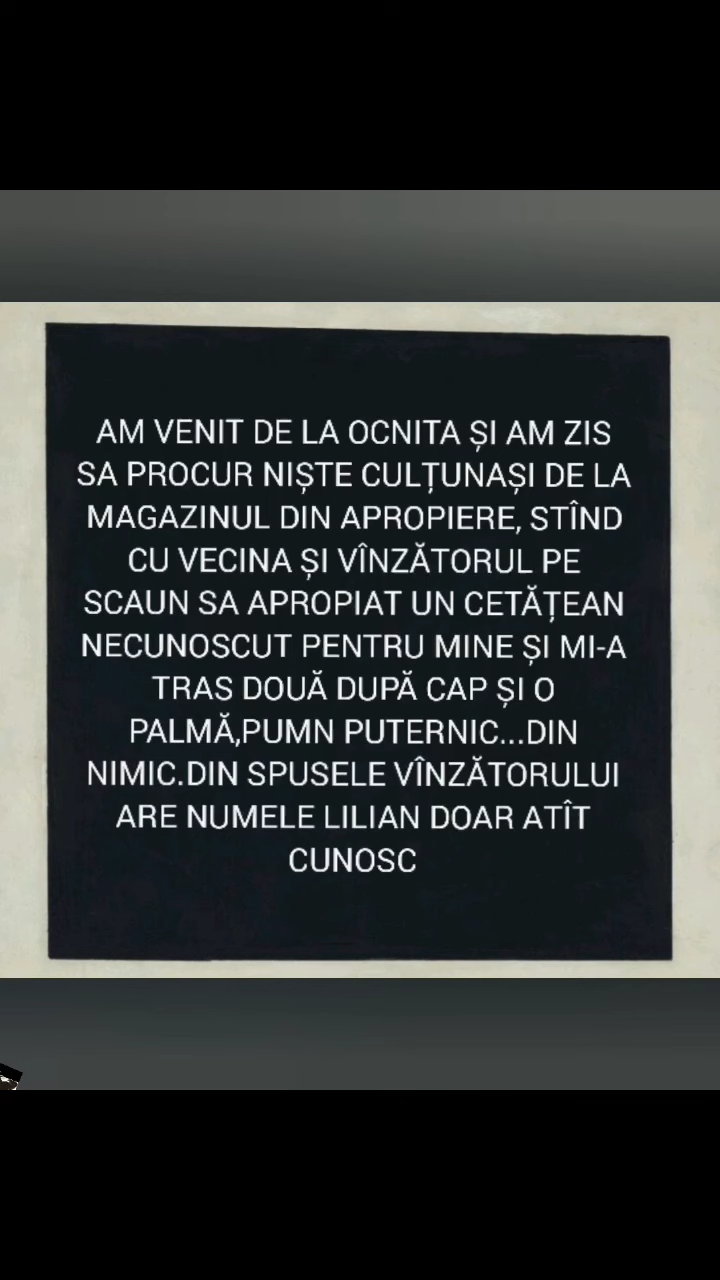 AM VENIT DE LA OCNITA ȘI AM ZIS
SA PROCUR NIȘTE CULȚUNAȘI DE LA
MAGAZINUL DIN APROPIERE, STÎND
CU VECINA ȘI VÎNZĂTORUL PE
SCAUN SA APROPIAT UN CETĂȚEAN
NECUNOSCUT PENTRU MINE ȘI MI-A
TRAS DOUĂ DUPĂ CAP ȘI O
PALMĂ,PUMN PUTERNIC...DIN
NIMIC.DIN SPUSELE VÎNZĂTORULUI
ARE NUMELE LILIAN DOAR ATÎT
CUNOSC